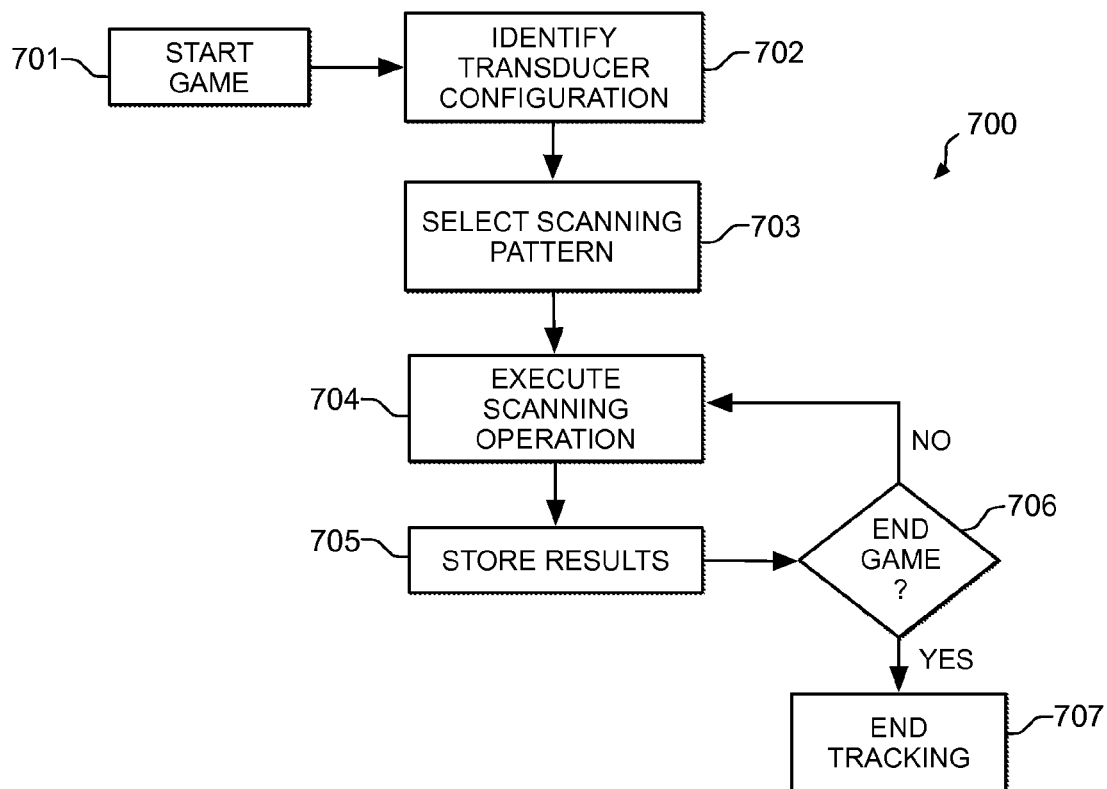 701
START
GAME
IDENTIFY
TRANSDUCER
CONFIGURATION
702
700
SELECT SCANNING
PATTERN
703
704
EXECUTE
SCANNING
OPERATION
NO
705
STORE RESULTS
END
GAME
?
706
YES
END
TRACKING
707